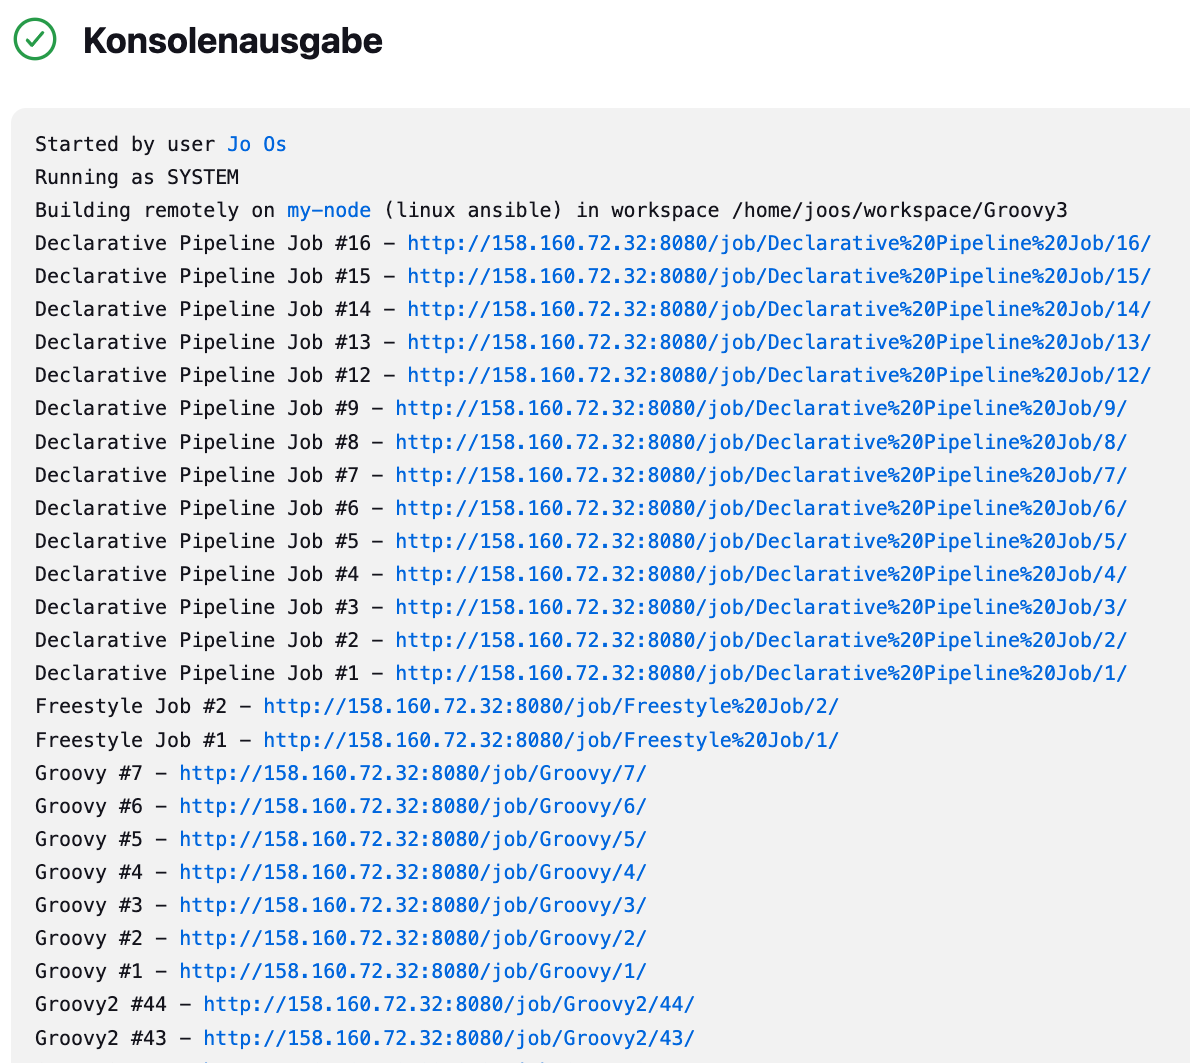 Konsolenausgabe
Started by user Jo Os
Running as SYSTEM
Building remotely on my-node (linux ansible) in workspace /home/joos/workspace/Groovy3
Declarative Pipeline Job #16 – http://158.160.72.32:8080/job/Declarative%20Pipeline%20Job/16/
Declarative Pipeline Job #15 – http://158.160.72.32:8080/job/Declarative%20Pipeline%20Job/15/
Declarative Pipeline Job #14 – http://158.160.72.32:8080/job/Declarative%20Pipeline%20Job/14/
Declarative Pipeline Job #13 – http://158.160.72.32:8080/job/Declarative%20Pipeline%20Job/13/
Declarative Pipeline Job #12 – http://158.160.72.32:8080/job/Declarative%20Pipeline%20Job/12/
Declarative Pipeline Job #9 – http://158.160.72.32:8080/job/Declarative%20Pipeline%20Job/9/
Declarative Pipeline Job #8 – http://158.160.72.32:8080/job/Declarative%20Pipeline%20Job/8/
Declarative Pipeline Job #7 – http://158.160.72.32:8080/job/Declarative%20Pipeline%20Job/7/
Declarative Pipeline Job #6 – http://158.160.72.32:8080/job/Declarative%20Pipeline%20Job/6/
Declarative Pipeline Job #5 – http://158.160.72.32:8080/job/Declarative%20Pipeline%20Job/5/
Declarative Pipeline Job #4 – http://158.160.72.32:8080/job/Declarative%20Pipeline%20Job/4/
Declarative Pipeline Job #3 – http://158.160.72.32:8080/job/Declarative%20Pipeline%20Job/3/
Declarative Pipeline Job #2 – http://158.160.72.32:8080/job/Declarative%20Pipeline%20Job/2/
Declarative Pipeline Job #1 – http://158.160.72.32:8080/job/Declarative%20Pipeline%20Job/1/
Freestyle Job #2 – http://158.160.72.32:8080/job/Freestyle%20Job/2/
Freestyle Job #1 – http://158.160.72.32:8080/job/Freestyle%20Job/1/
Groovy #7 – http://158.160.72.32:8080/job/Groovy/7/
Groovy #6 – http://158.160.72.32:8080/job/Groovy/6/
Groovy #5 – http://158.160.72.32:8080/job/Groovy/5/
Groovy #4 – http://158.160.72.32:8080/job/Groovy/4/
Groovy #3 – http://158.160.72.32:8080/job/Groovy/3/
Groovy #2 – http://158.160.72.32:8080/job/Groovy/2/
Groovy #1 – http://158.160.72.32:8080/job/Groovy/1/
Groovy2 #44 – http://158.160.72.32:8080/job/Groovy2/44/
Groovy2 #43 – http://158.160.72.32:8080/job/Groovy2/43/